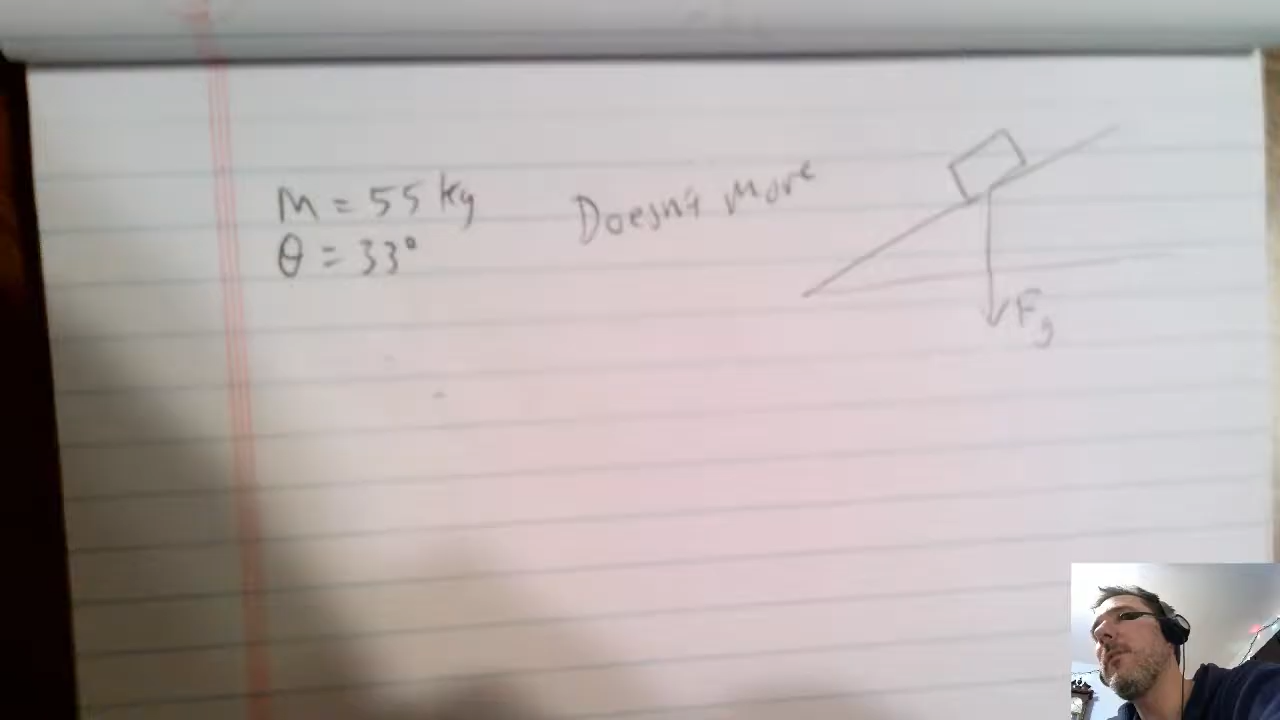 M = 55 kg
θ = 33°
Doesn't move
Fg